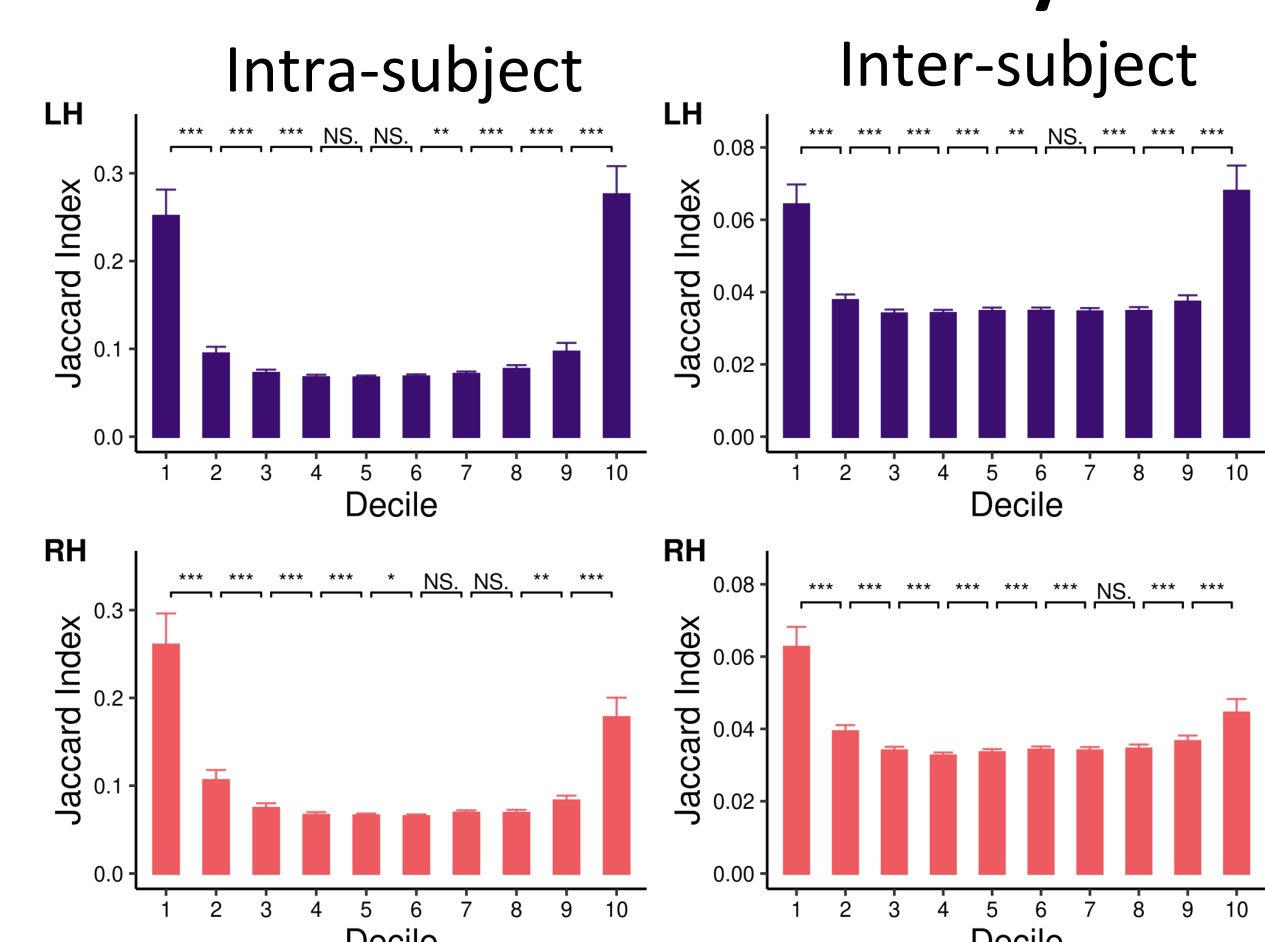 Intra-subject
Inter-subject
LH
*** *** *** NS. NS. ** *** *** ***
Jaccard Index
0.3
0.2
0.1
0.0
1 2 3 4 5 6 7 8 9 10
Decile
LH
*** *** *** *** ** NS. *** *** ***
Jaccard Index
0.08
0.06
0.04
0.02
0.00
1 2 3 4 5 6 7 8 9 10
Decile
RH
*** *** *** *** * NS. NS. ** ***
Jaccard Index
0.3
0.2
0.1
0.0
1 2 3 4 5 6 7 8 9 10
Decile
RH
*** *** *** *** *** *** NS. *** ***
Jaccard Index
0.08
0.06
0.04
0.02
0.00
1 2 3 4 5 6 7 8 9 10
Decile